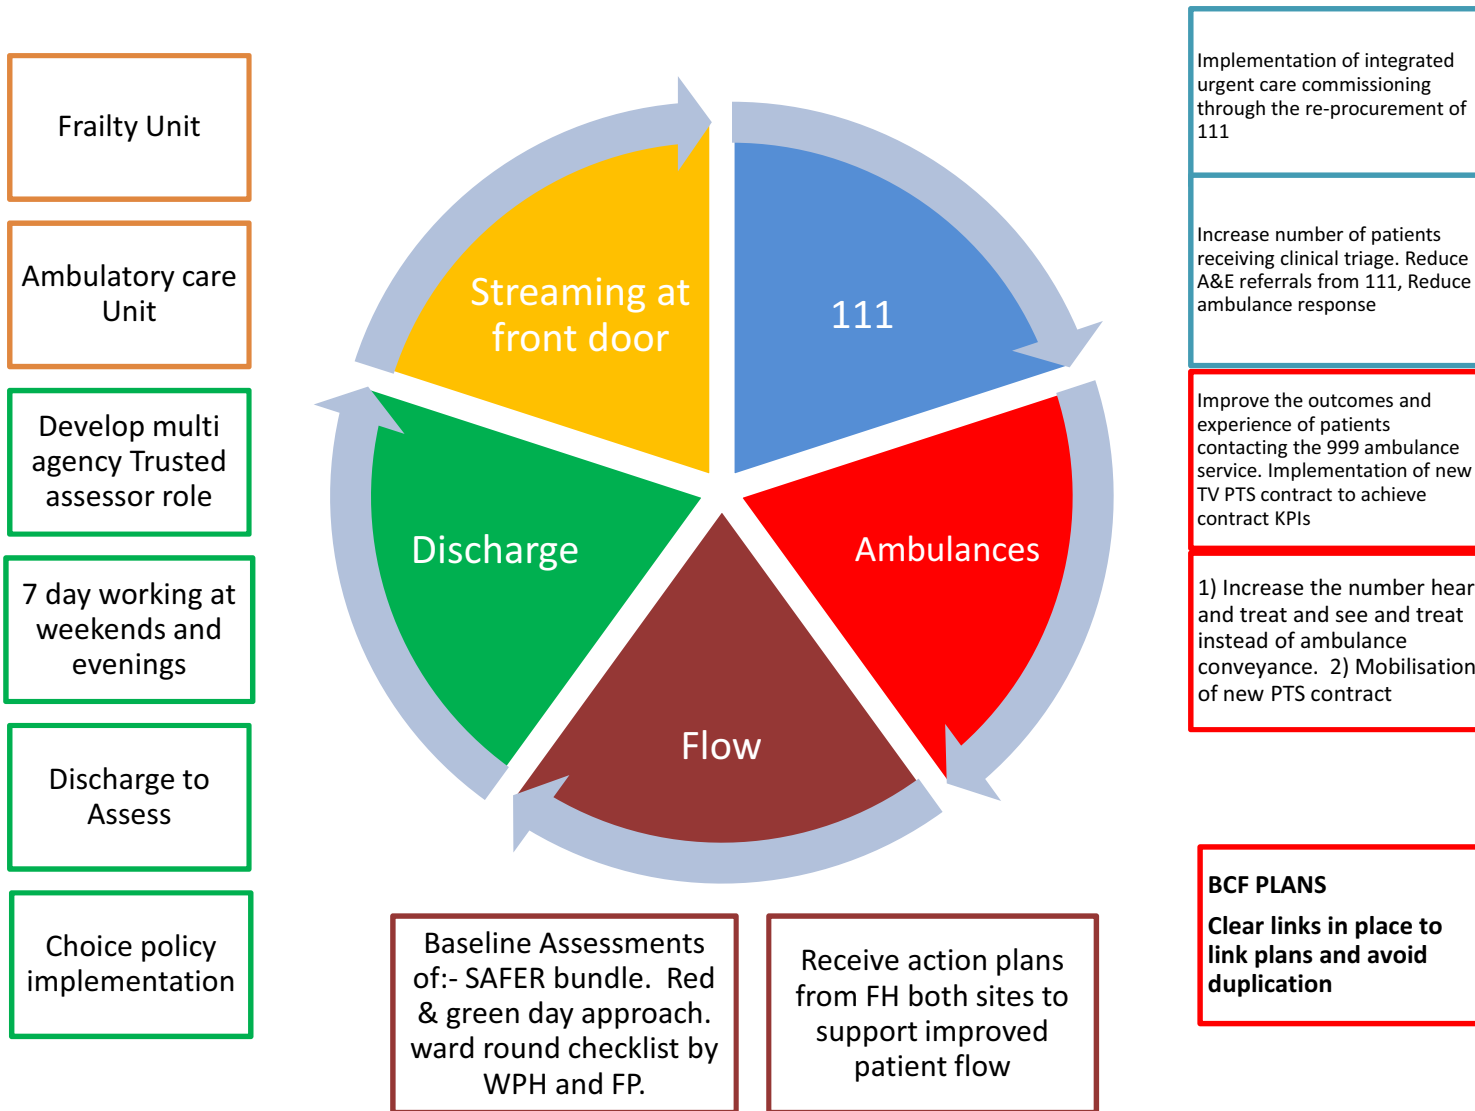 Frailty Unit
Ambulatory care
Unit
Develop multi
agency Trusted
assessor role
7 day working at
weekends and
evenings
Discharge to
Assess
Choice policy
implementation
Streaming at
front door
111
Discharge
Ambulances
Flow
Baseline Assessments
of:- SAFER bundle.  Red
& green day approach.
ward round checklist by
WPH and FP.
Receive action plans
from FH both sites to
support improved
patient flow
Implementation of integrated
urgent care commissioning
through the re-procurement of
111
Increase number of patients
receiving clinical triage. Reduce
A&E referrals from 111, Reduce
ambulance response
Improve the outcomes and
experience of patients
contacting the 999 ambulance
service. Implementation of new
TV PTS contract to achieve
contract KPIs
1) Increase the number hear
and treat and see and treat
instead of ambulance
conveyance.  2) Mobilisation
of new PTS contract
BCF PLANS
Clear links in place to
link plans and avoid
duplication